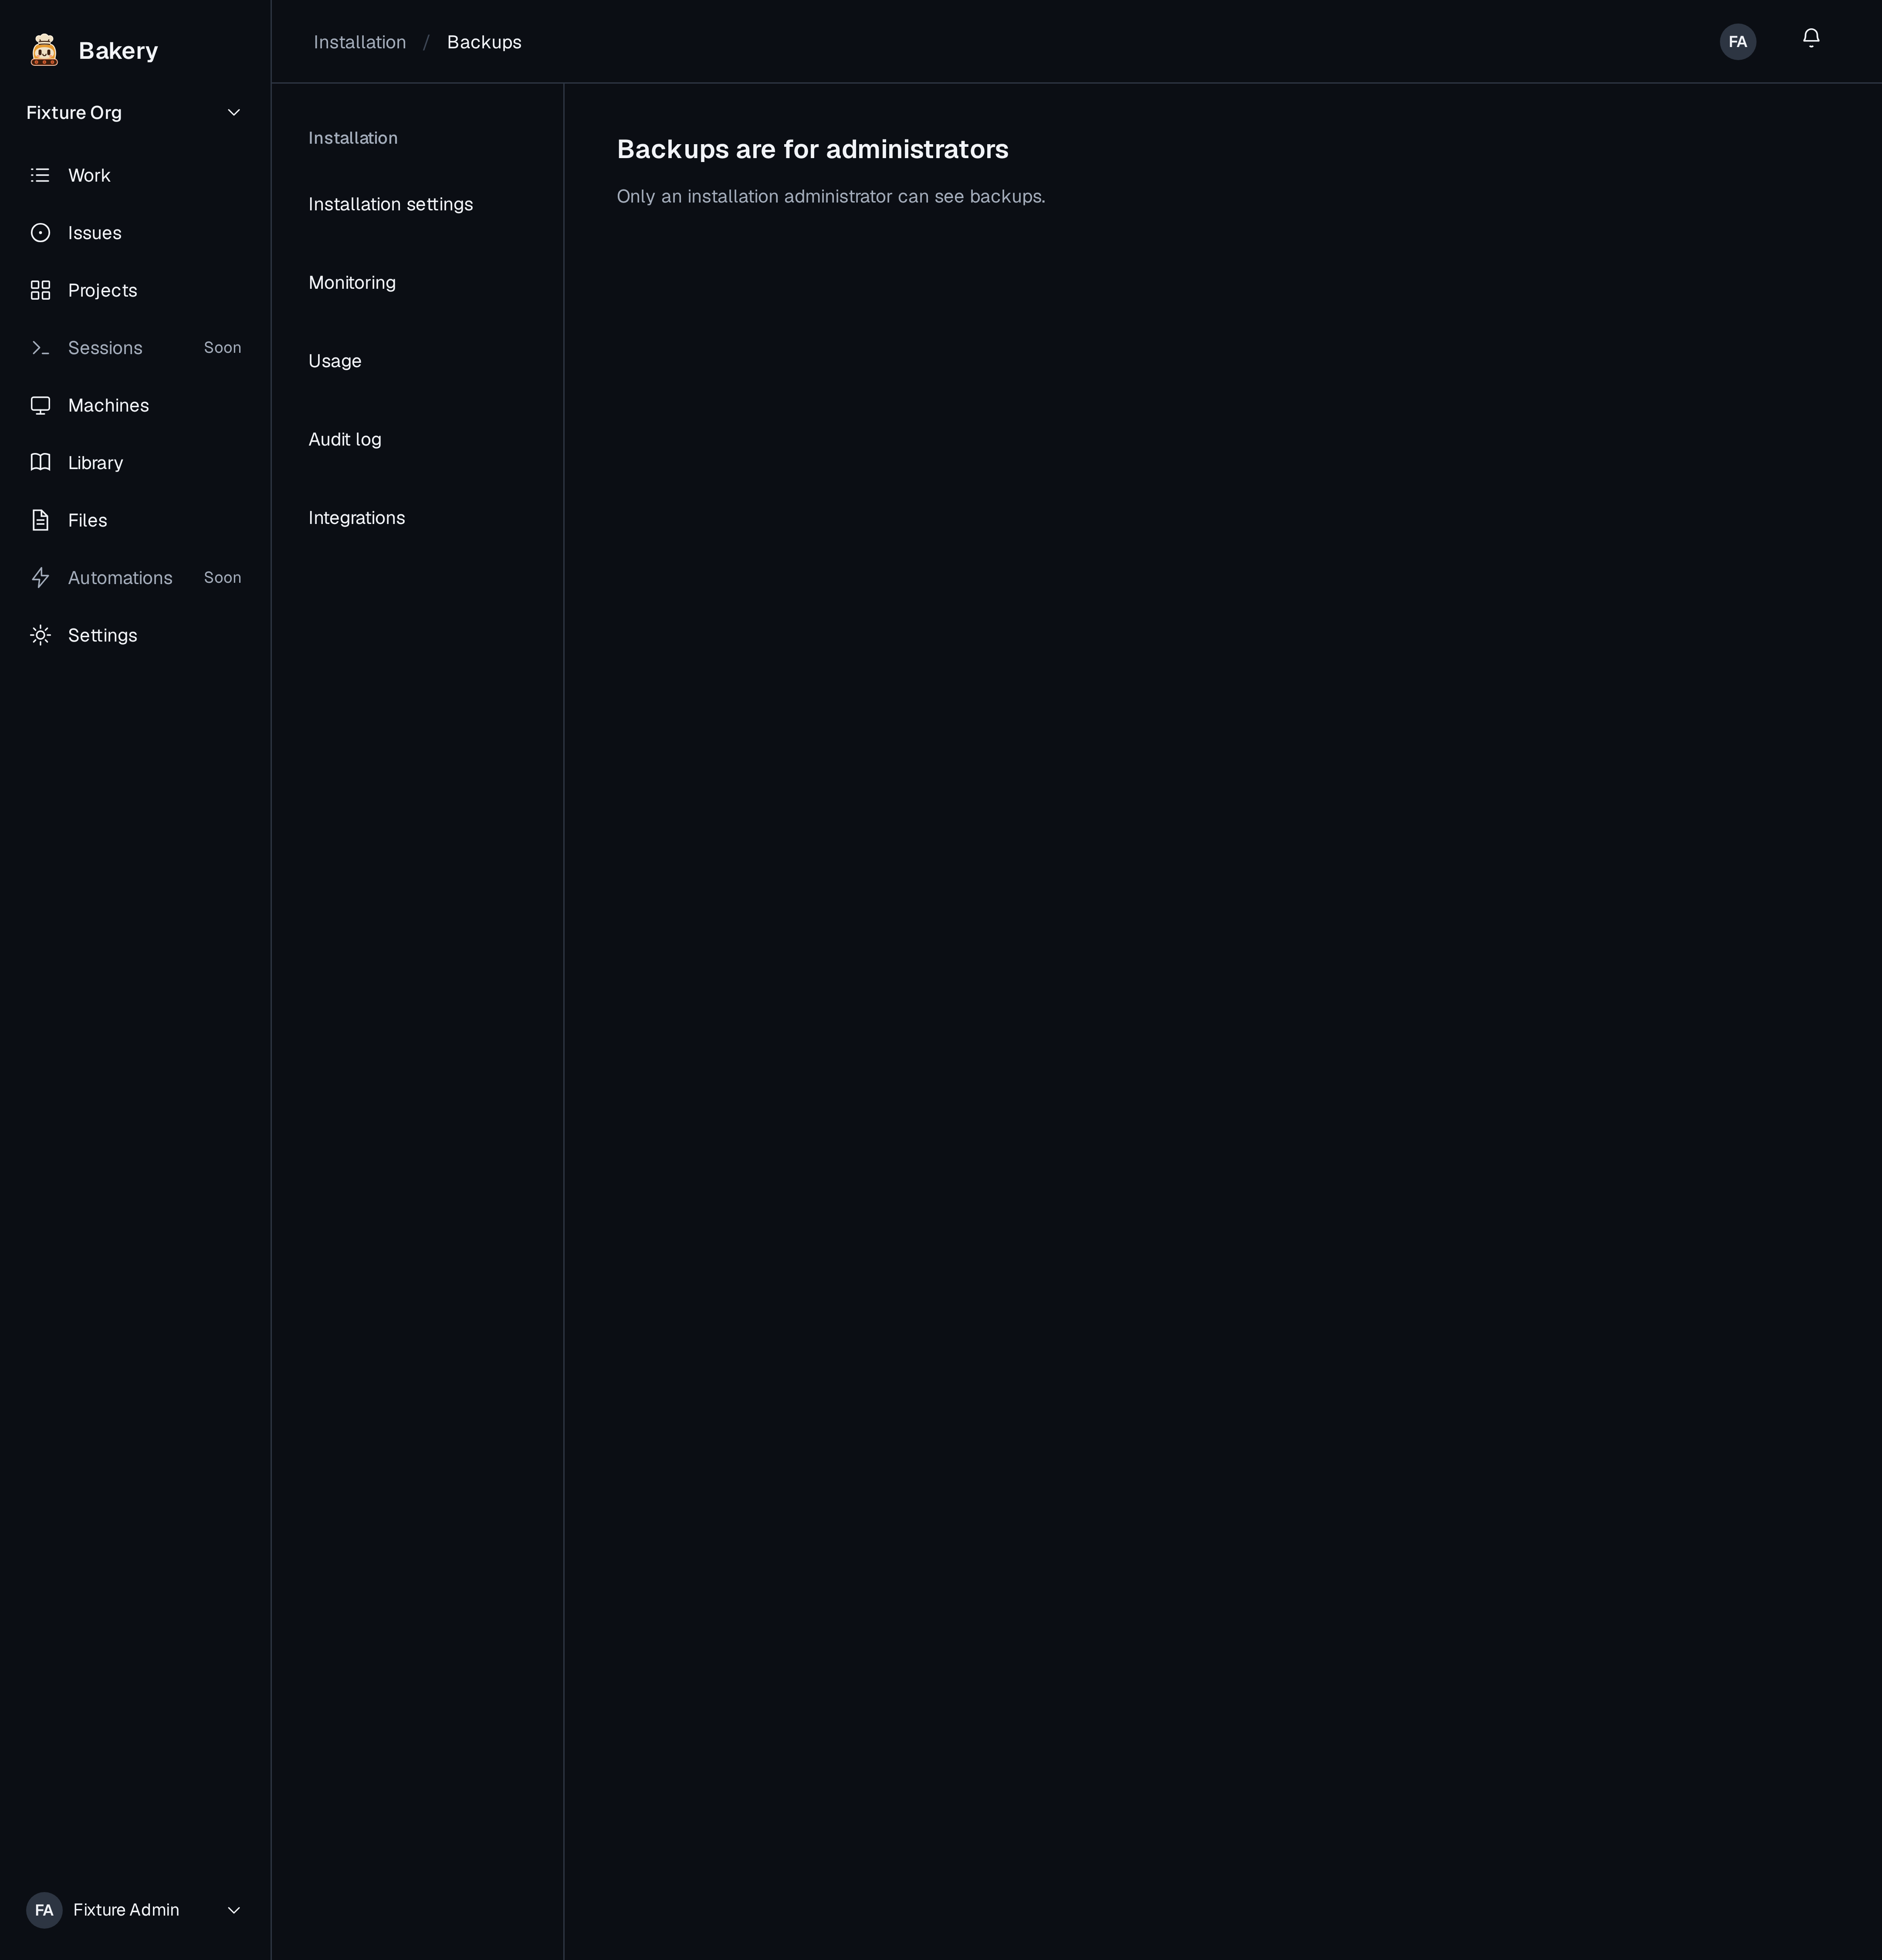 Bakery
Fixture Org
Work
Issues
Projects
Sessions Soon
Machines
Library
Files
Automations Soon
Settings
FA Fixture Admin
Installation / Backups
FA
Installation
Installation settings
Monitoring
Usage
Audit log
Integrations
Backups are for administrators
Only an installation administrator can see backups.